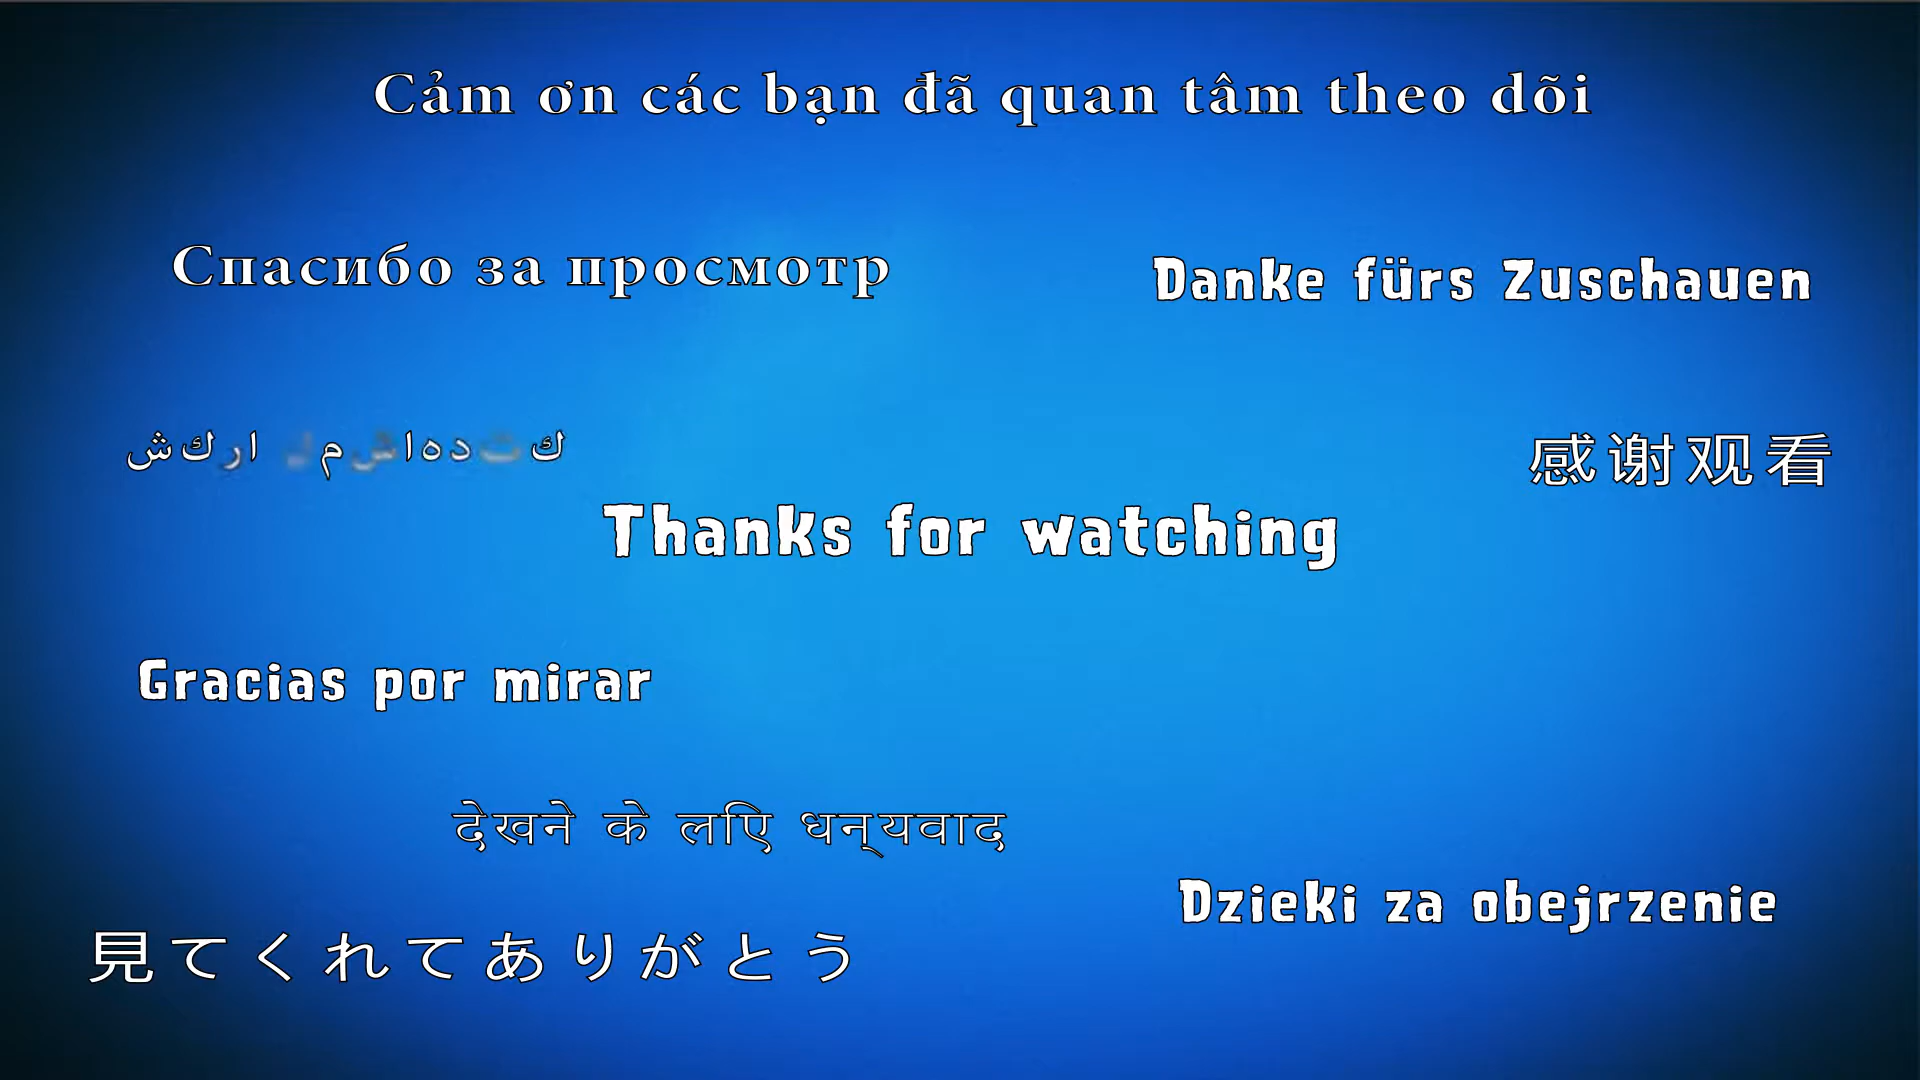 Cảm ơn các bạn đã quan tâm theo dõi
Спасибо за просмотр
Danke fürs Zuschauen
شكرا لمشاهدتك
感谢观看
Thanks for watching
Gracias por mirar
देखने के लिए धन्यवाद
Dzieki za obejrzenie
見てくれてありがとう